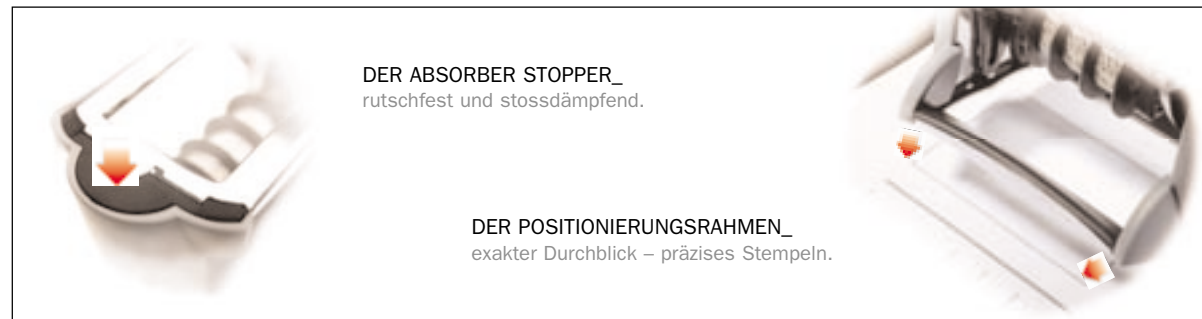 DER ABSORBER STOPPER_
rutschfest und stossdämpfend.
DER POSITIONIERUNGSRAHMEN_
exakter Durchblick – präzises Stempeln.